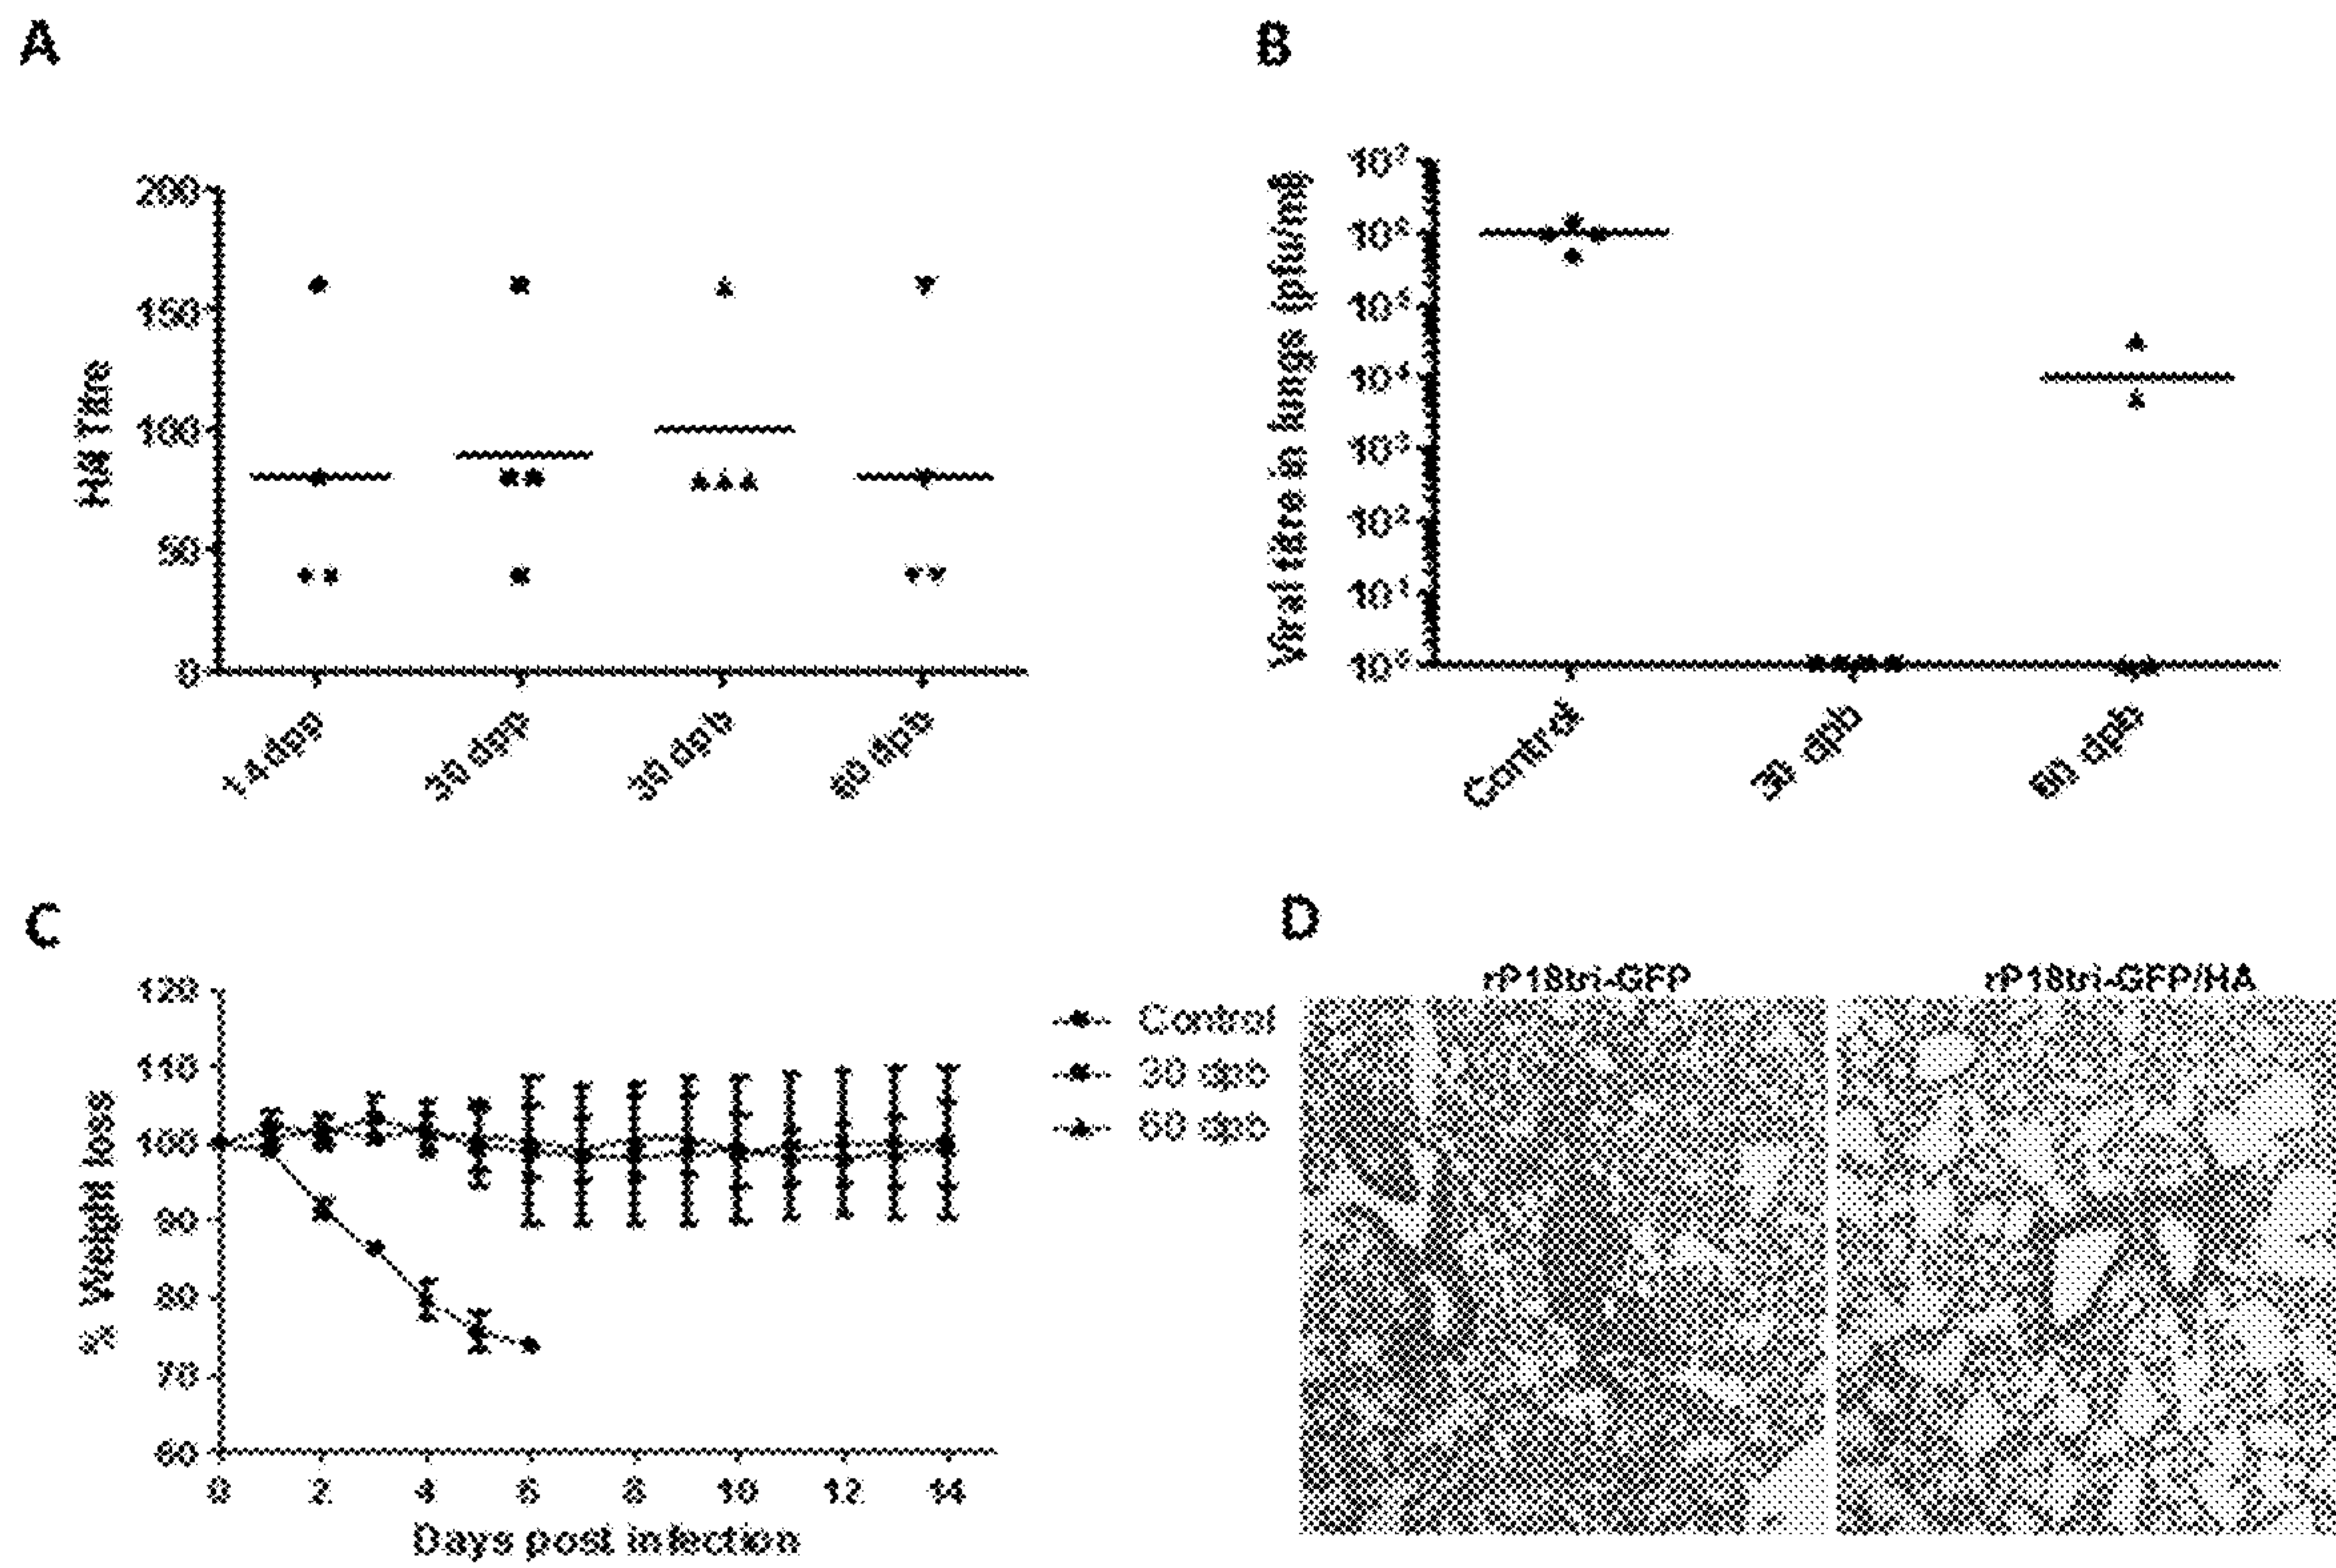 A
HAI Titre
200
150
100
50
0
14 dpp
30 dpp
30 dpb
60 dpb
B
Viral titre in lungs (pfu/ml)
10⁷
10⁶
10⁵
10⁴
10³
10²
10¹
10⁰
Control
30 dpb
60 dpb
C
% Weight loss
120
110
100
90
80
70
60
0 2 4 6 8 10 12 14
Days post infection
Control
30 dpb
60 dpb
D
rP18tri-GFP
rP18tri-GFP/HA